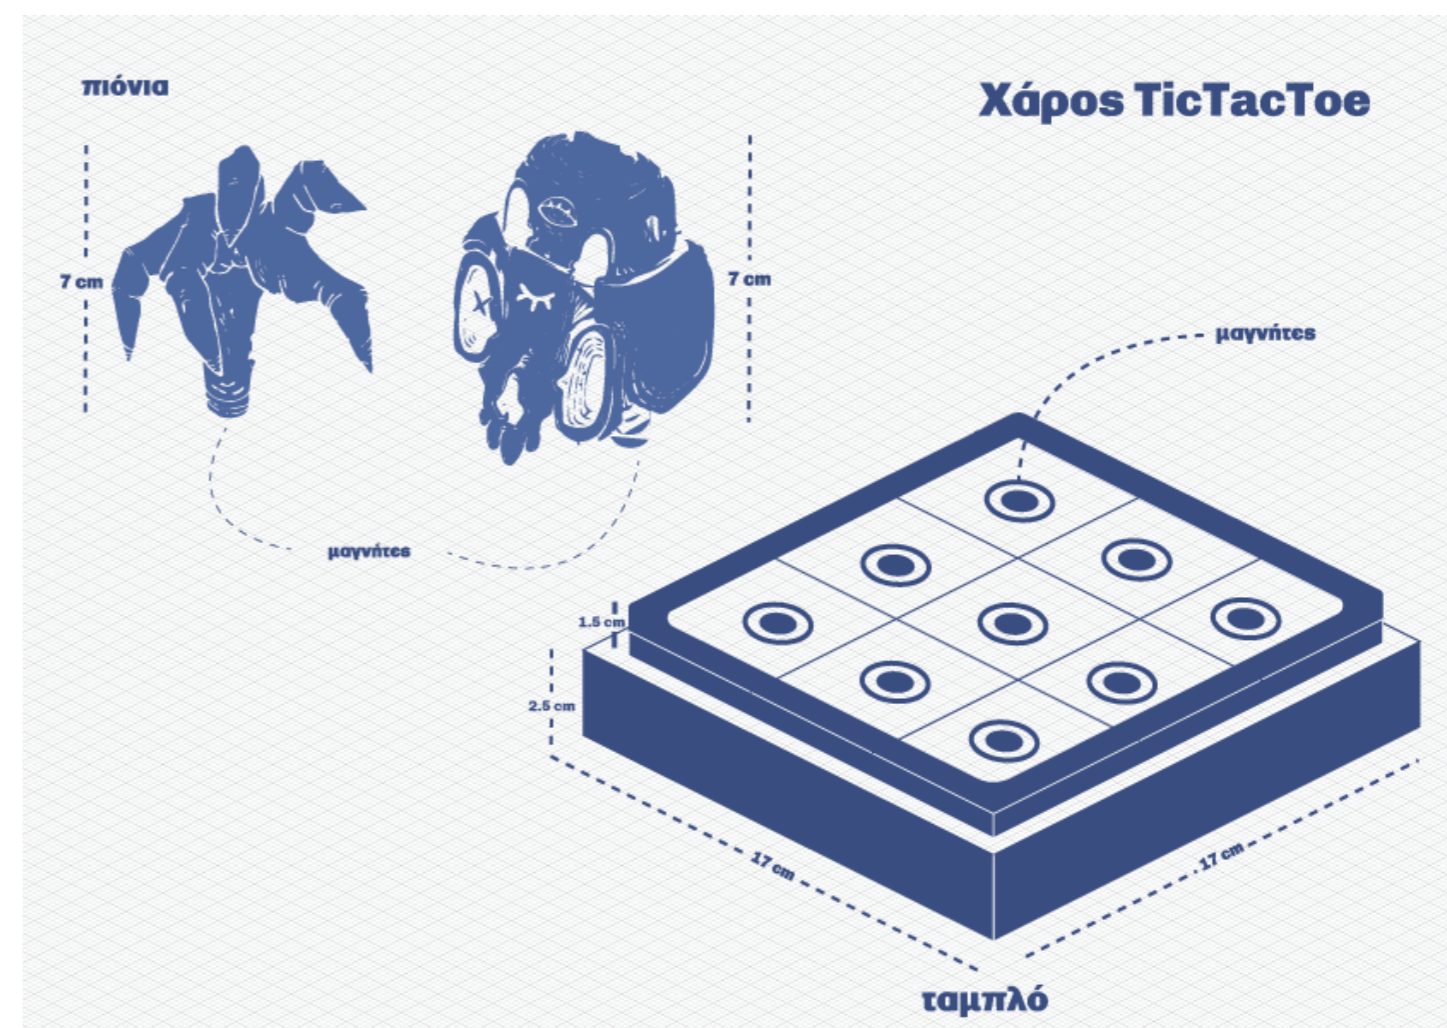 πιόνια
Χάρος TicTacToe
7 cm
7 cm
μαγνήτες
μαγνήτες
1.5 cm
2.5 cm
17 cm
17 cm
ταμπλό